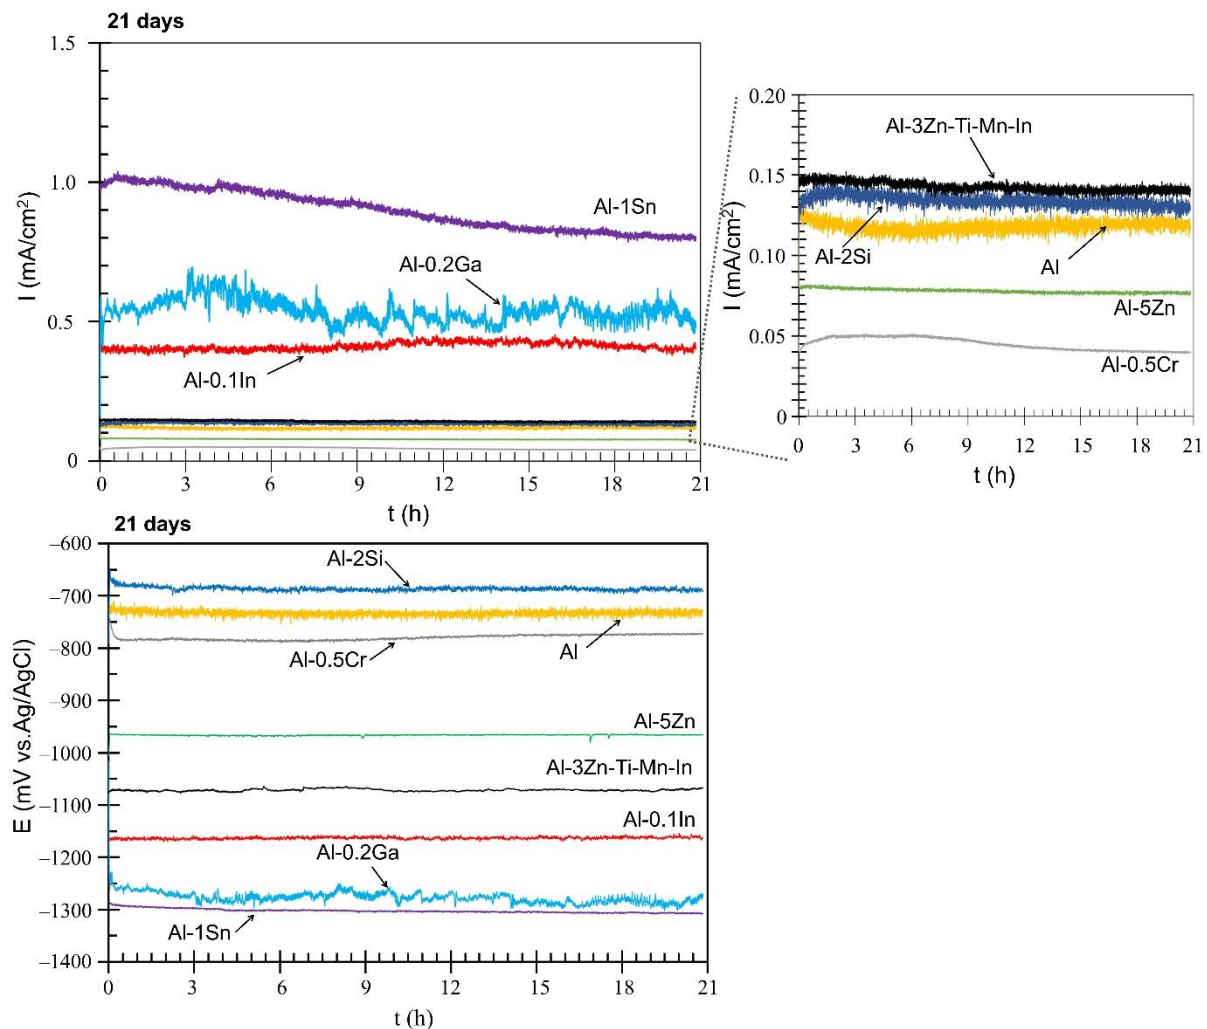 21 days
1.5
1.0
0.5
0
I (mA/cm²)
Al-1Sn
Al-0.2Ga
Al-0.1In
0 3 6 9 12 15 18 21
t (h)
0.20
0.15
0.10
0.05
0
I (mA/cm²)
Al-3Zn-Ti-Mn-In
Al-2Si
Al
Al-5Zn
Al-0.5Cr
0 3 6 9 12 15 18 21
t (h)
21 days
–600
–700
–800
–900
–1000
–1100
–1200
–1300
–1400
E (mV vs.Ag/AgCl)
Al-2Si
Al
Al-0.5Cr
Al-5Zn
Al-3Zn-Ti-Mn-In
Al-0.1In
Al-0.2Ga
Al-1Sn
0 3 6 9 12 15 18 21
t (h)